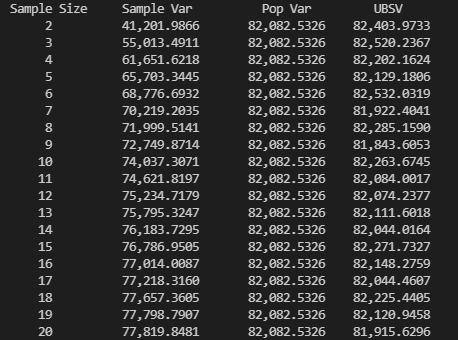 Sample Size Sample Var Pop Var UBSV
2 41,201.9866 82,082.5326 82,403.9733
3 55,013.4911 82,082.5326 82,520.2367
4 61,651.6218 82,082.5326 82,202.1624
5 65,703.3445 82,082.5326 82,129.1806
6 68,776.6932 82,082.5326 82,532.0319
7 70,219.2035 82,082.5326 81,922.4041
8 71,999.5141 82,082.5326 82,285.1590
9 72,749.8714 82,082.5326 81,843.6053
10 74,037.3071 82,082.5326 82,263.6745
11 74,621.8197 82,082.5326 82,084.0017
12 75,234.7179 82,082.5326 82,074.2377
13 75,795.3247 82,082.5326 82,111.6018
14 76,183.7295 82,082.5326 82,044.0164
15 76,786.9505 82,082.5326 82,271.7327
16 77,014.0087 82,082.5326 82,148.2759
17 77,218.3160 82,082.5326 82,044.4607
18 77,657.3605 82,082.5326 82,225.4405
19 77,798.7907 82,082.5326 82,120.9458
20 77,819.8481 82,082.5326 81,915.6296